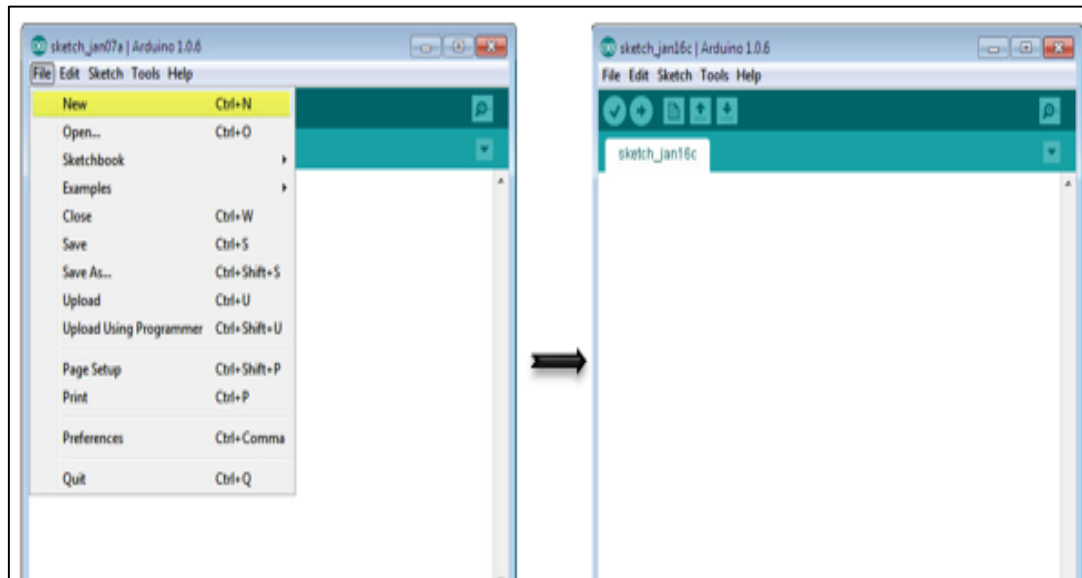 sketch_jan07a | Arduino 1.0.6
File Edit Sketch Tools Help
New Ctrl+N
Open... Ctrl+O
Sketchbook
Examples
Close Ctrl+W
Save Ctrl+S
Save As... Ctrl+Shift+S
Upload Ctrl+U
Upload Using Programmer Ctrl+Shift+U
Page Setup Ctrl+Shift+P
Print Ctrl+P
Preferences Ctrl+Comma
Quit Ctrl+Q
sketch_jan16c | Arduino 1.0.6
File Edit Sketch Tools Help
sketch_jan16c